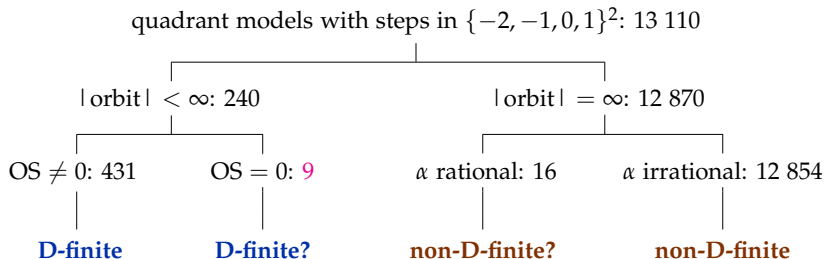 quadrant models with steps in {−2, −1, 0, 1}²: 13 110
|orbit| < ∞: 240 |orbit| = ∞: 12 870
OS ≠ 0: 431 OS = 0: 9 α rational: 16 α irrational: 12 854
D-finite D-finite? non-D-finite? non-D-finite